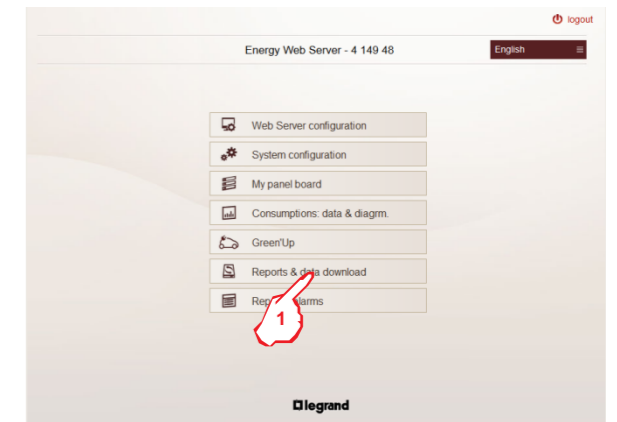 logout
Energy Web Server - 4 149 48
English
Web Server configuration
System configuration
My panel board
Consumptions: data & diagrm.
Green'Up
Reports & data download
alarms
1
legrand